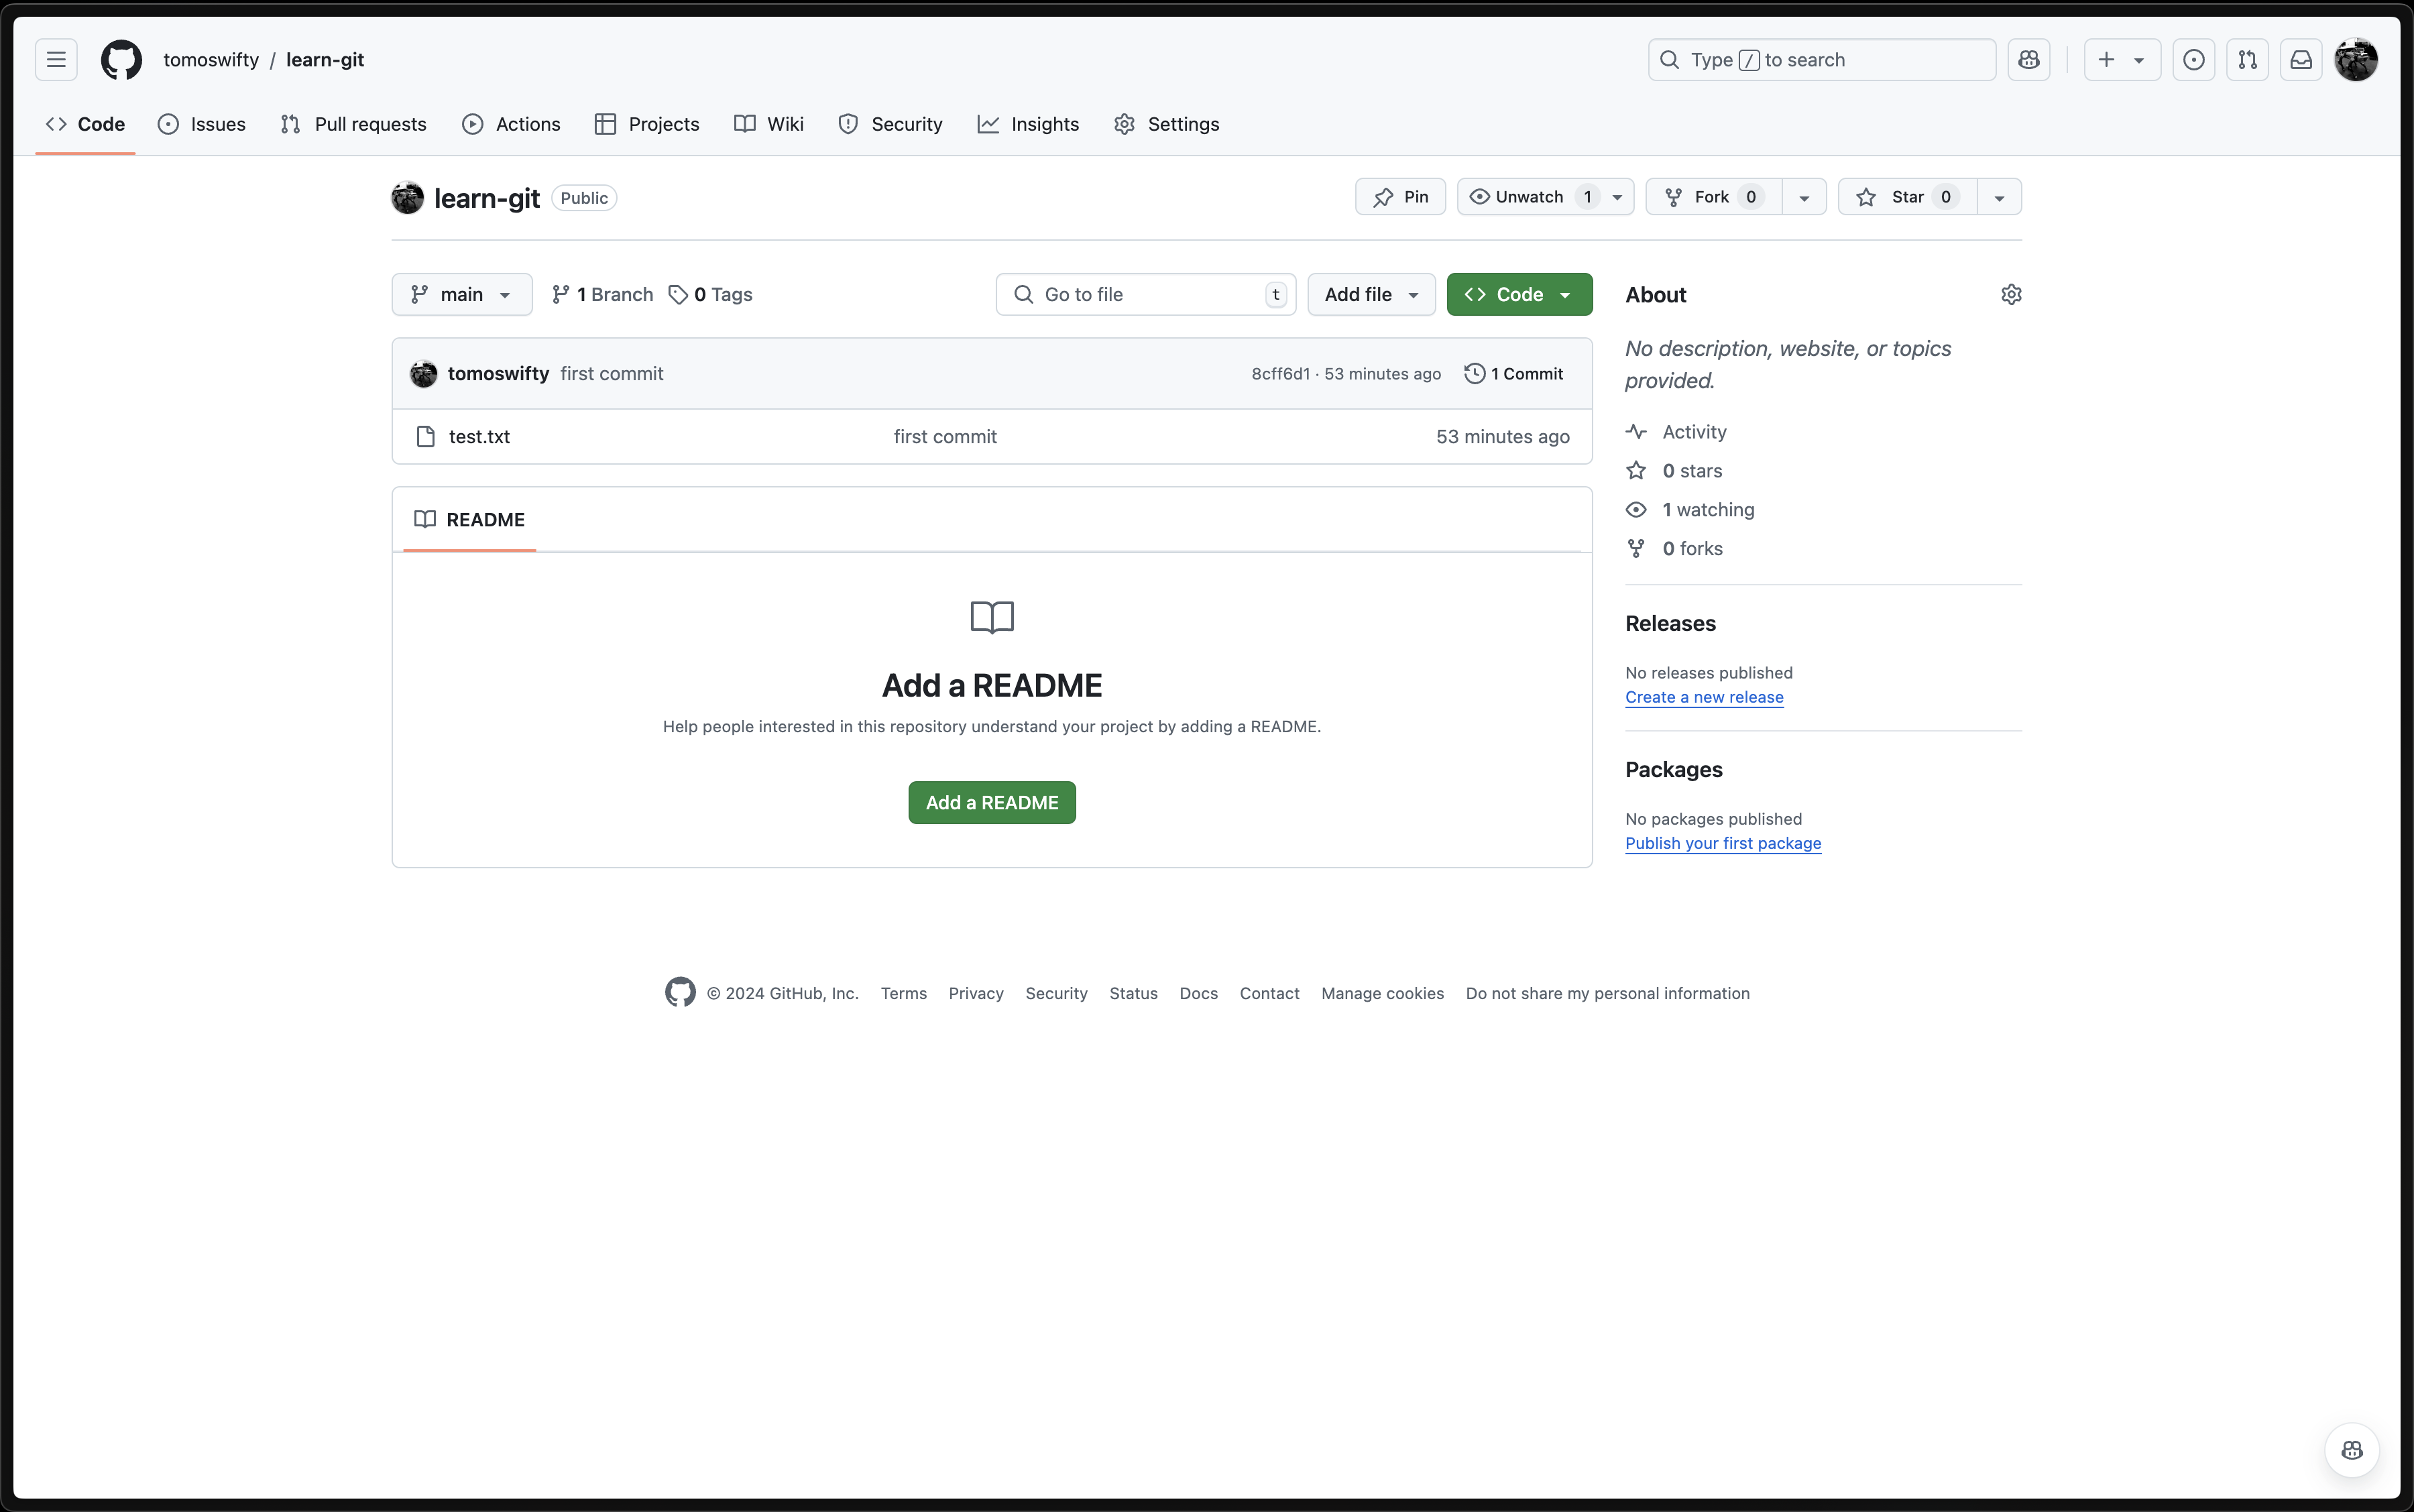 tomoswifty / learn-git
Type / to search
Code Issues Pull requests Actions Projects Wiki Security Insights Settings
learn-git Public
Pin Unwatch 1 Fork 0 Star 0
main 1 Branch 0 Tags Go to file t Add file Code
tomoswifty first commit 8cff6d1 · 53 minutes ago 1 Commit
test.txt first commit 53 minutes ago
README
Add a README
Help people interested in this repository understand your project by adding a README.
Add a README
About
No description, website, or topics
provided.
Activity
0 stars
1 watching
0 forks
Releases
No releases published
Create a new release
Packages
No packages published
Publish your first package
© 2024 GitHub, Inc. Terms Privacy Security Status Docs Contact Manage cookies Do not share my personal information